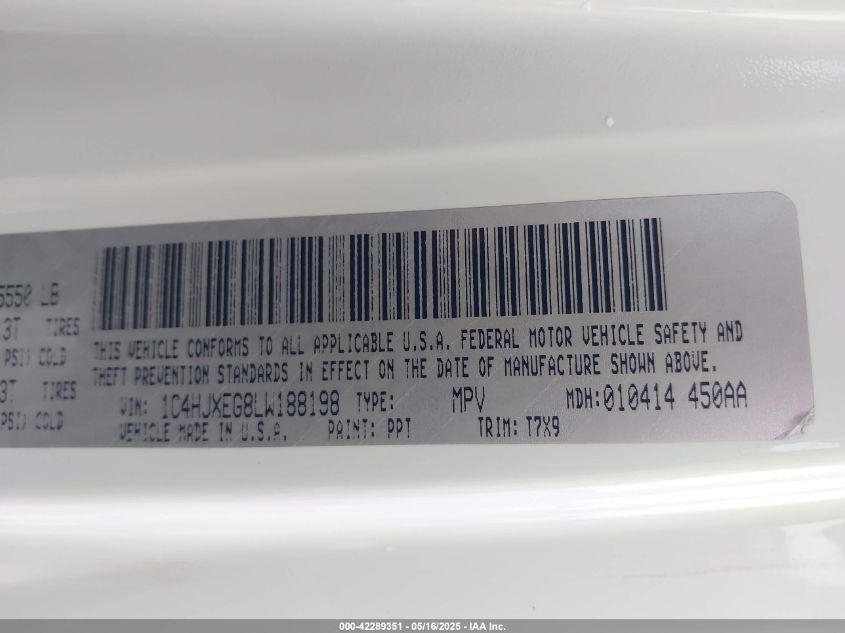 5550 LB
3T TIRES
PSI) COLD
3T TIRES
PSI) COLD
THIS VEHICLE CONFORMS TO ALL APPLICABLE U.S.A. FEDERAL MOTOR VEHICLE SAFETY AND
THEFT PREVENTION STANDARDS IN EFFECT ON THE DATE OF MANUFACTURE SHOWN ABOVE.
VIN: 1C4HJXEG8LW188198 TYPE: MPV MDH:010414 450AA
VEHICLE MADE IN U.S.A. PAINT: PPT TRIM: T7X9
000-42289351 - 05/16/2025 - IAA Inc.